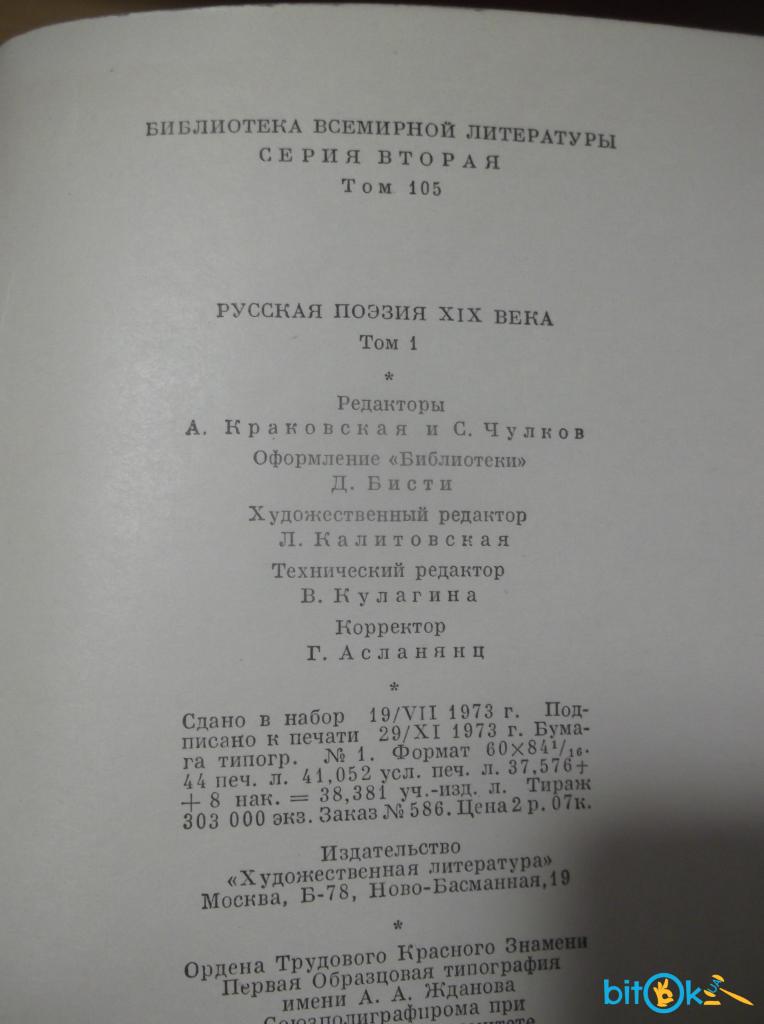 БИБЛИОТЕКА ВСЕМИРНОЙ ЛИТЕРАТУРЫ
СЕРИЯ ВТОРАЯ
Том 105
РУССКАЯ ПОЭЗИЯ XIX ВЕКА
Том 1
*
Редакторы
А. Краковская и С. Чулков
Оформление «Библиотеки»
Д. Бисти
Художественный редактор
Л. Калитовская
Технический редактор
В. Кулагина
Корректор
Г. Асланянц
*
Сдано в набор 19/VII 1973 г. Под-
писано к печати 29/XI 1973 г. Бума-
га типогр. № 1. Формат 60×84¹/₁₆.
44 печ. л. 41,052 усл. печ. л. 37,576+
+8 нак. = 38,381 уч.-изд. л. Тираж
303 000 экз. Заказ № 586. Цена 2 р. 07к.
Издательство
«Художественная литература»
Москва, Б-78, Ново-Басманная, 19
*
Ордена Трудового Красного Знамени
Первая Образцовая типография
имени А. А. Жданова
Союзполиграфпрома при
bitOk UA